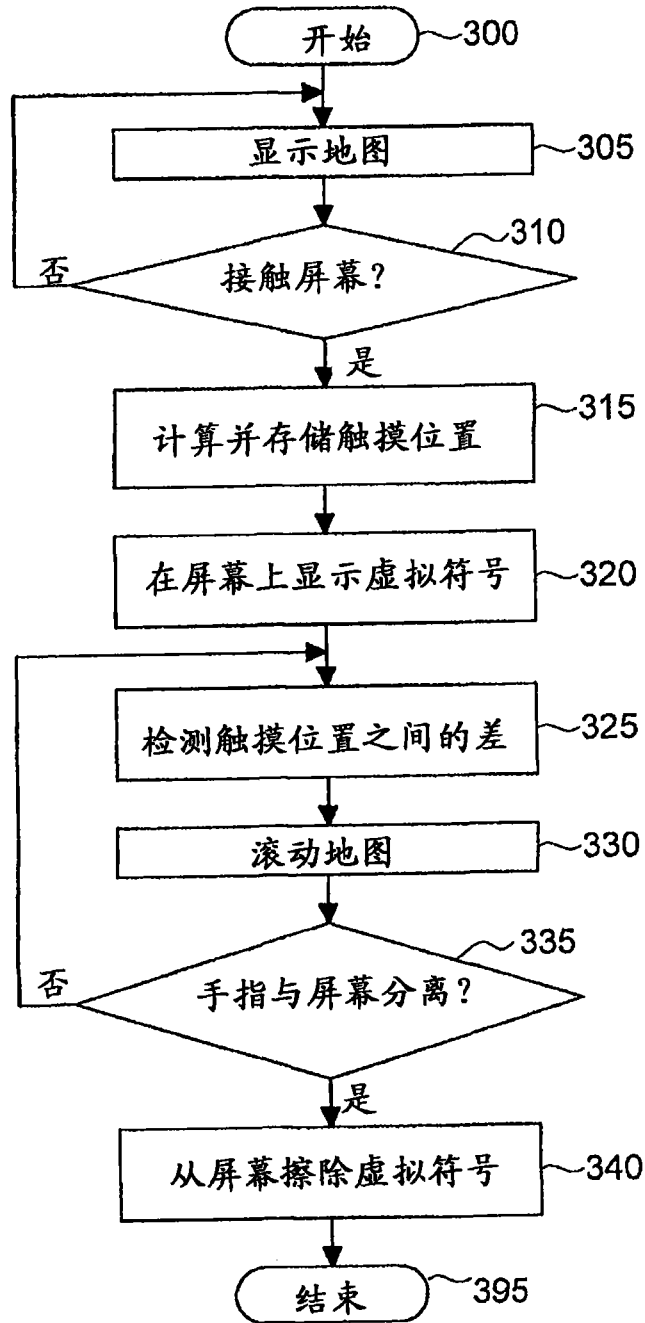 开始
300
显示地图
305
310
接触屏幕?
否
是
315
计算并存储触摸位置
在屏幕上显示虚拟符号
320
检测触摸位置之间的差
325
滚动地图
330
335
手指与屏幕分离?
否
是
从屏幕擦除虚拟符号
340
结束
395